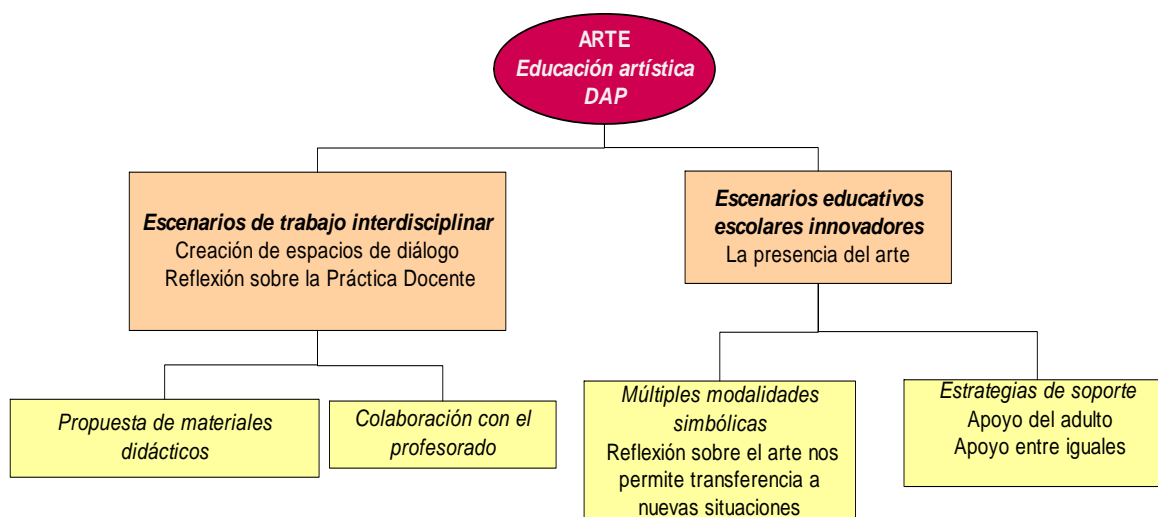 ARTE
Educación artística
DAP
Escenarios de trabajo interdisciplinar
Creación de espacios de diálogo
Reflexión sobre la Práctica Docente
Escenarios educativos
escolares innovadores
La presencia del arte
Propuesta de materiales
didácticos
Colaboración con el
profesorado
Múltiples modalidades
simbólicas
Reflexión sobre el arte nos
permite transferencia a
nuevas situaciones
Estrategias de soporte
Apoyo del adulto
Apoyo entre iguales